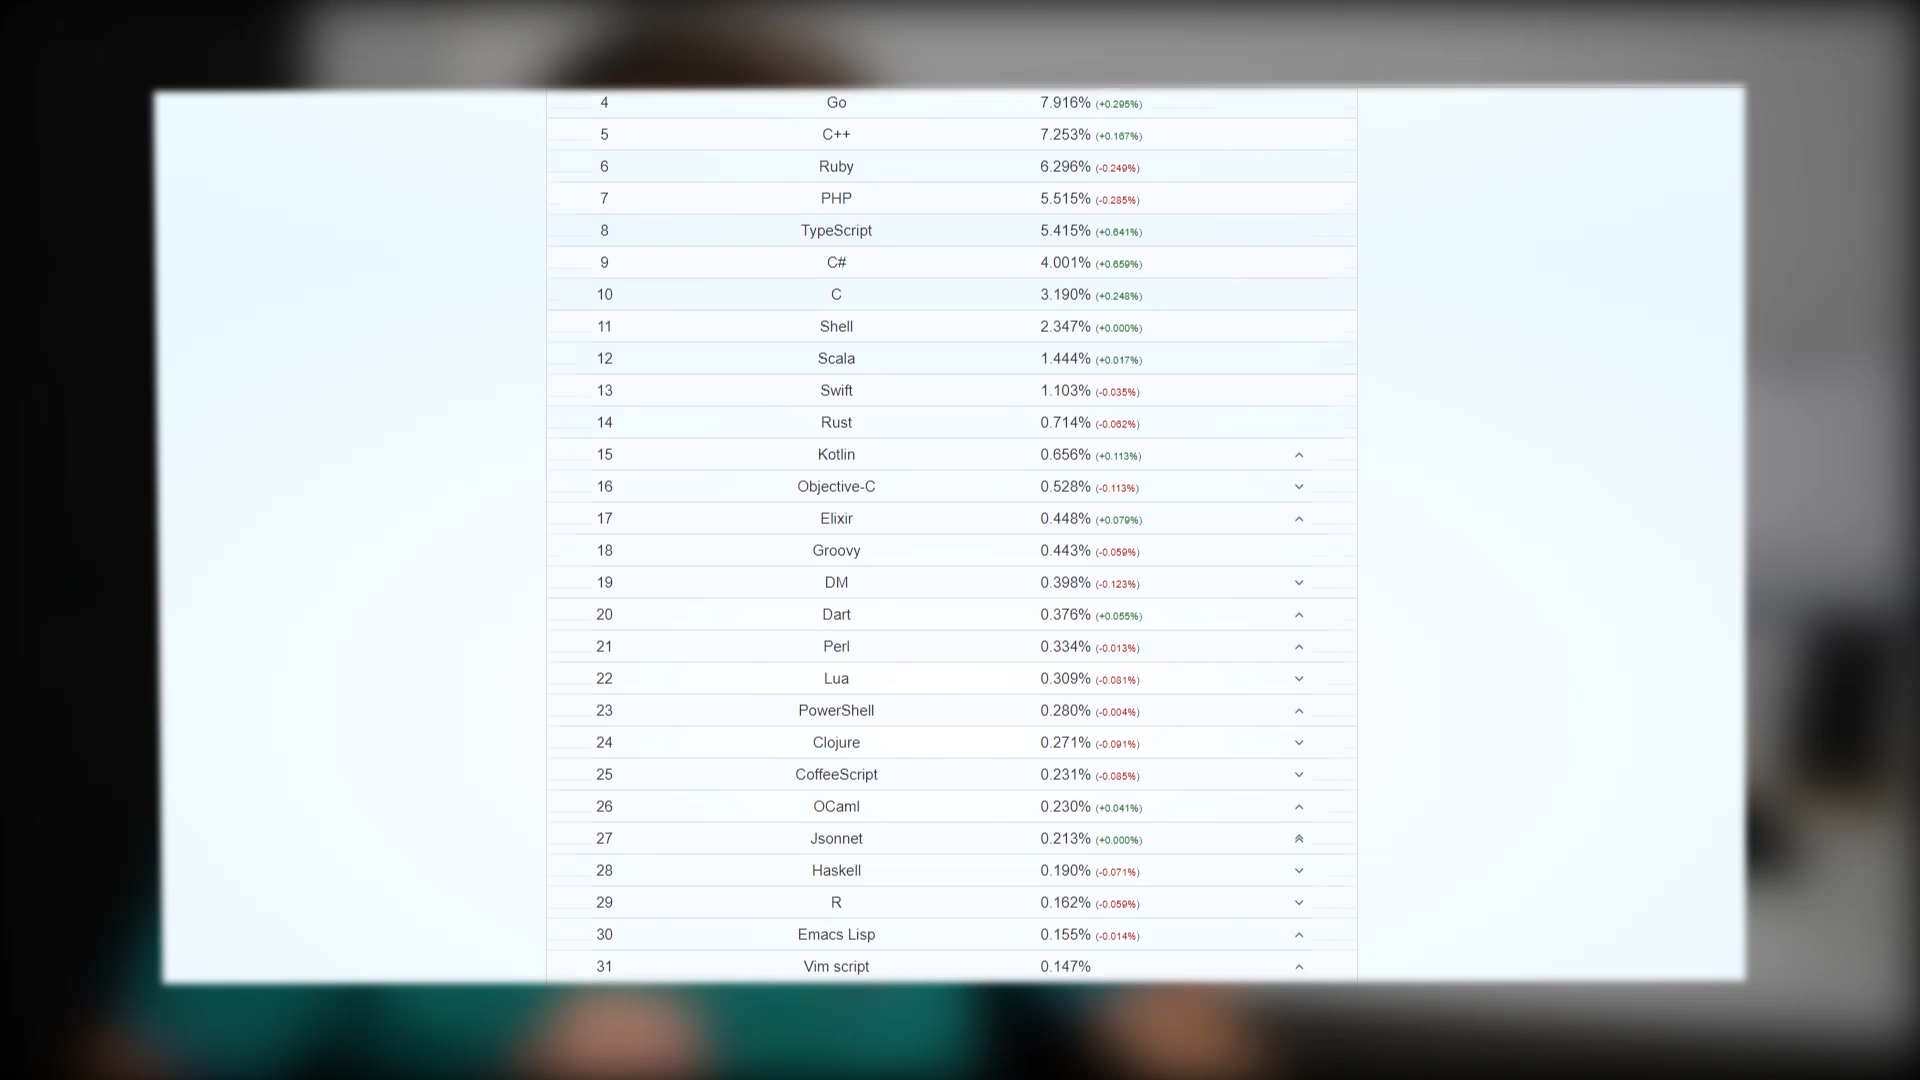 4 Go 7.916% (+0.295%)
5 C++ 7.253% (+0.167%)
6 Ruby 6.296% (-0.249%)
7 PHP 5.515% (-0.285%)
8 TypeScript 5.415% (+0.641%)
9 C# 4.001% (+0.659%)
10 C 3.190% (+0.248%)
11 Shell 2.347% (+0.000%)
12 Scala 1.444% (+0.017%)
13 Swift 1.103% (-0.035%)
14 Rust 0.714% (-0.062%)
15 Kotlin 0.656% (+0.113%)
16 Objective-C 0.528% (-0.113%)
17 Elixir 0.448% (+0.079%)
18 Groovy 0.443% (-0.059%)
19 DM 0.398% (-0.123%)
20 Dart 0.376% (+0.055%)
21 Perl 0.334% (-0.013%)
22 Lua 0.309% (-0.081%)
23 PowerShell 0.280% (-0.004%)
24 Clojure 0.271% (-0.091%)
25 CoffeeScript 0.231% (-0.085%)
26 OCaml 0.230% (+0.041%)
27 Jsonnet 0.213% (+0.000%)
28 Haskell 0.190% (-0.071%)
29 R 0.162% (-0.059%)
30 Emacs Lisp 0.155% (-0.014%)
31 Vim script 0.147%